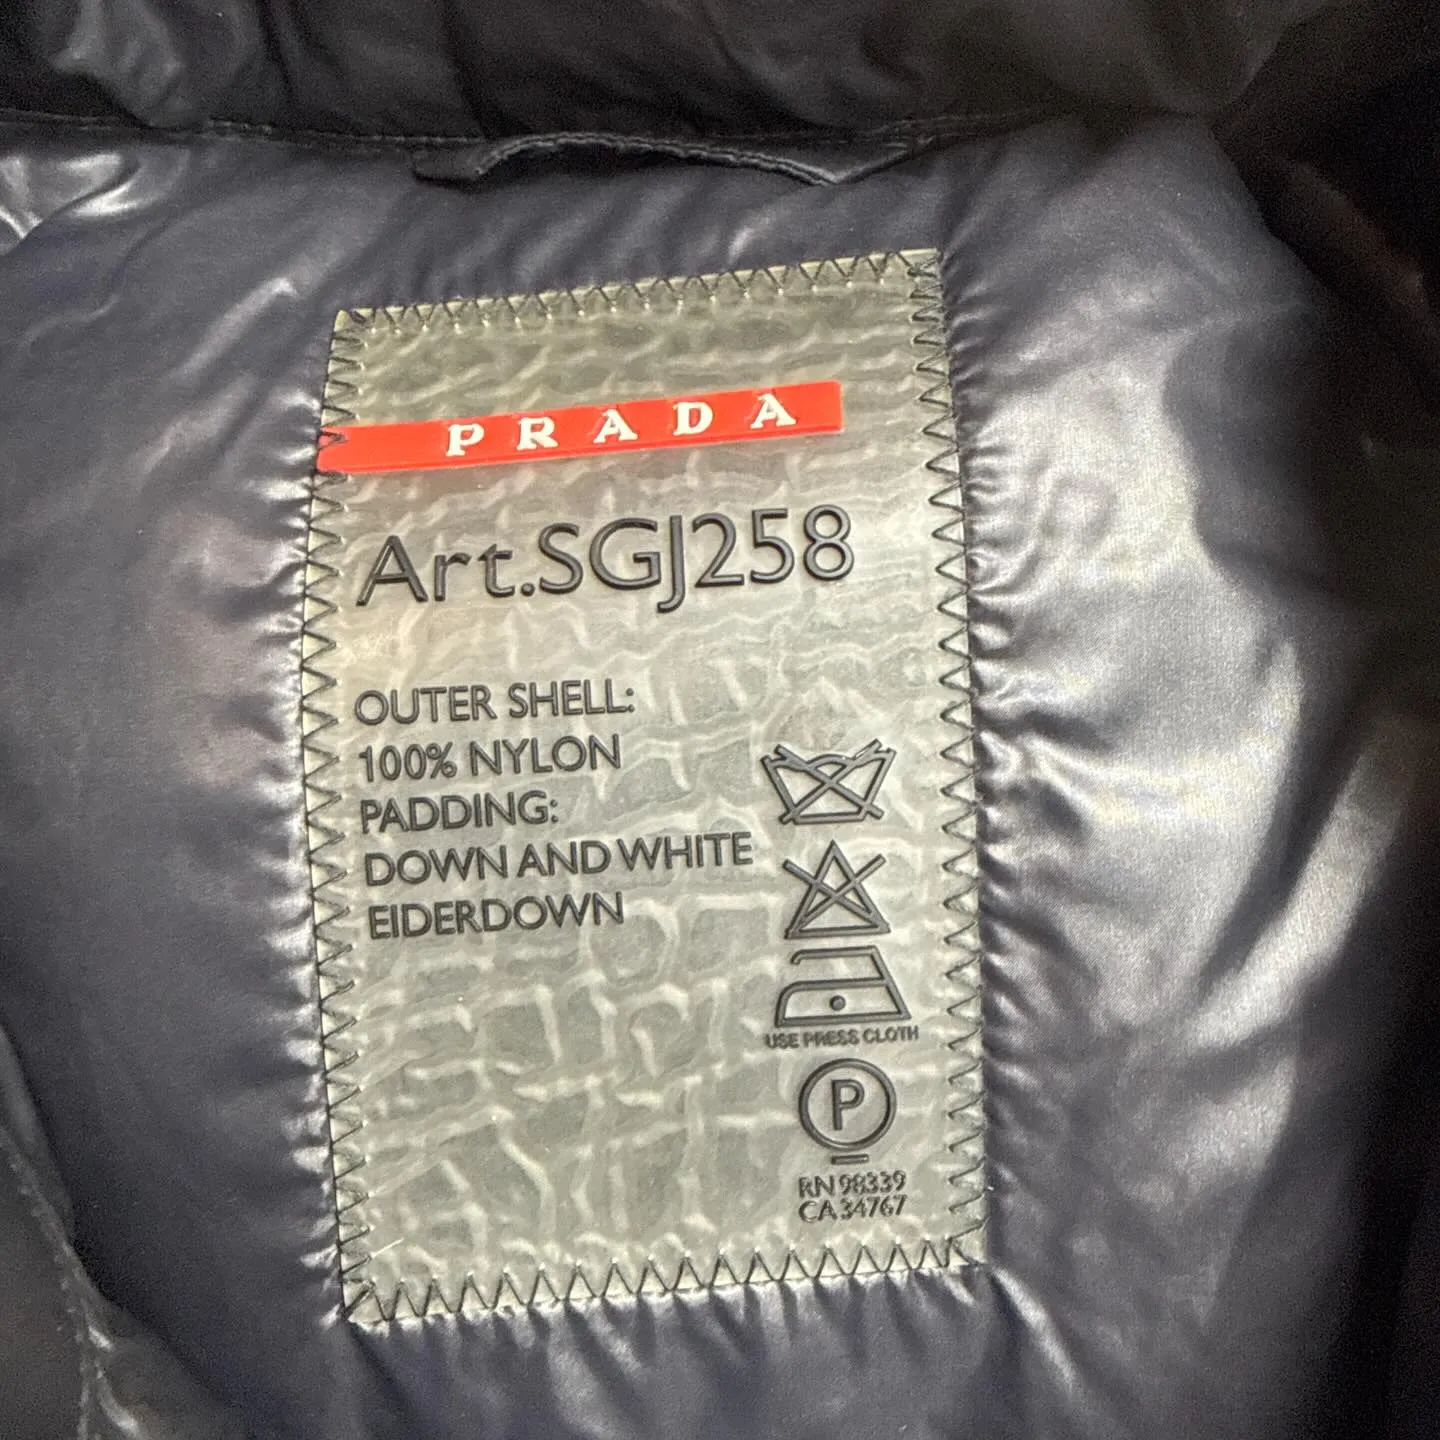 PRADA
Art.SGJ258
OUTER SHELL:
100% NYLON
PADDING:
DOWN AND WHITE
EIDERDOWN
USE PRESS CLOTH
P
RN 98339
CA 34767